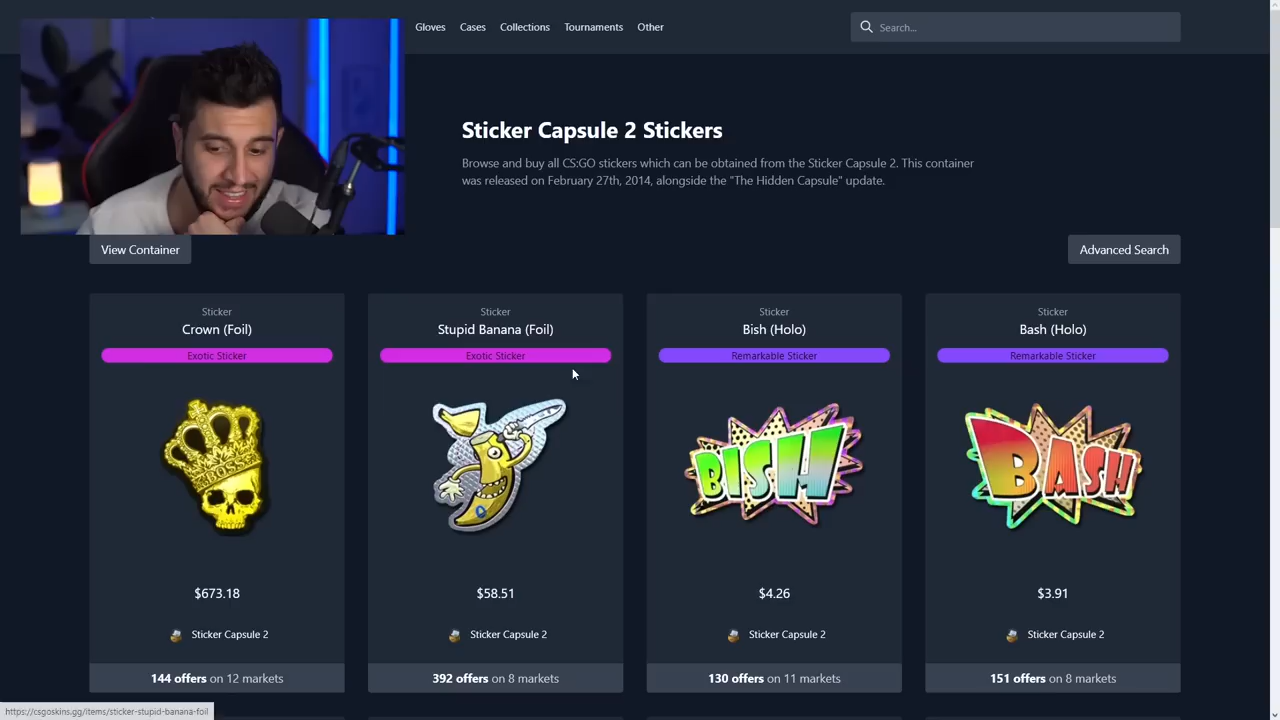 Gloves
Cases
Collections
Tournaments
Other
Search...
Sticker Capsule 2 Stickers
Browse and buy all CS:GO stickers which can be obtained from the Sticker Capsule 2. This container
was released on February 27th, 2014, alongside the "The Hidden Capsule" update.
View Container
Advanced Search
Sticker
Crown (Foil)
Exotic Sticker
BOSS
$673.18
Sticker Capsule 2
144 offers on 12 markets
Sticker
Stupid Banana (Foil)
Exotic Sticker
$58.51
Sticker Capsule 2
392 offers on 8 markets
Sticker
Bish (Holo)
Remarkable Sticker
BISH
$4.26
Sticker Capsule 2
130 offers on 11 markets
Sticker
Bash (Holo)
Remarkable Sticker
BASH
$3.91
Sticker Capsule 2
151 offers on 8 markets
https://csgoskins.gg/items/sticker-stupid-banana-foil